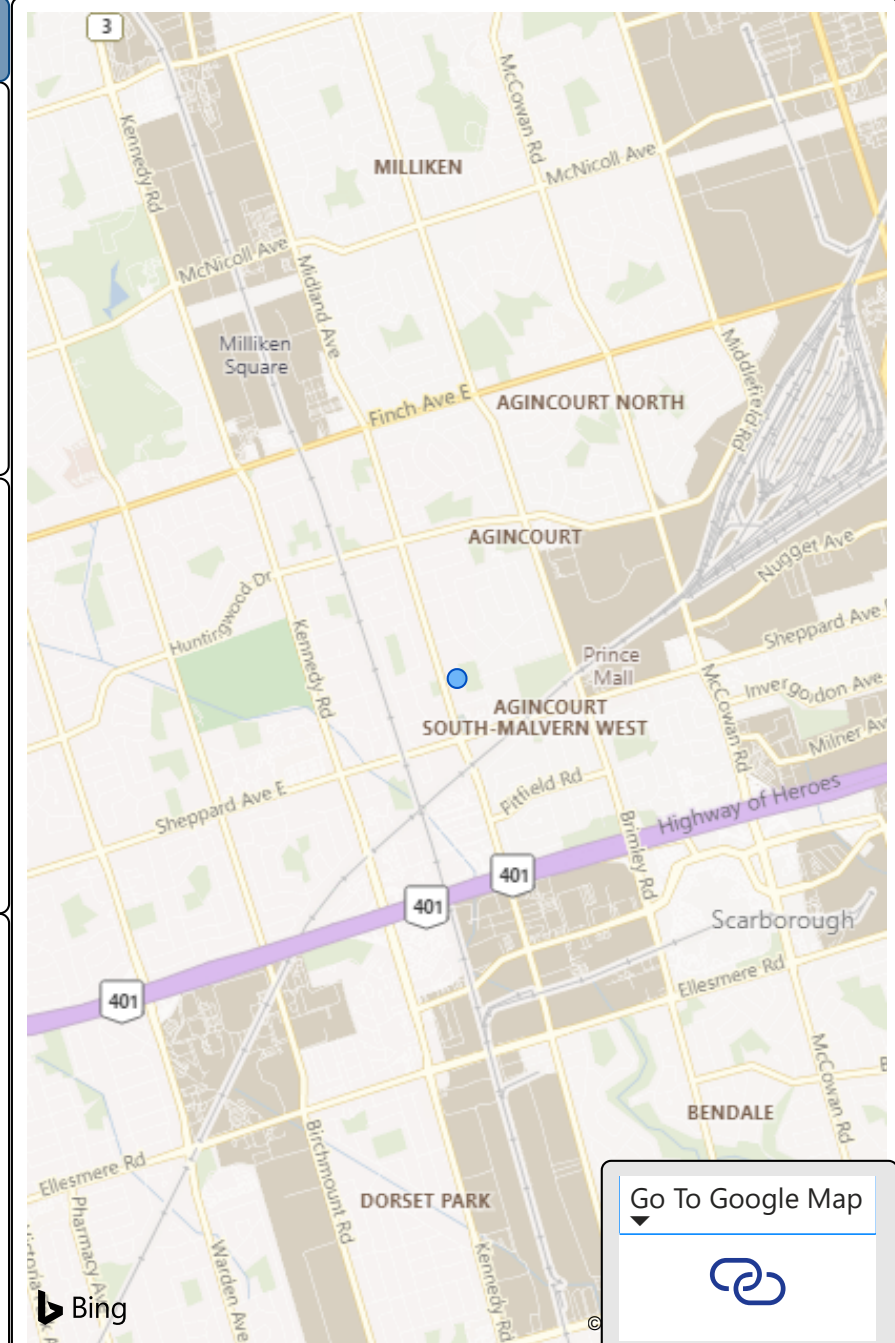 3
McCowan Rd
Kennedy Rd
MILLIKEN
McNicoll Ave
McNicoll Ave
Midland Ave
Milliken
Square
Middlefield Rd
Finch Ave E
AGINCOURT NORTH
AGINCOURT
Nugget Ave
Huntingwood Dr
Sheppard Ave
Kennedy Rd
Prince
Mall
McCowan Rd
Invergordon Ave
AGINCOURT
SOUTH-MALVERN WEST
Milner Av
Pitfield Rd
Sheppard Ave E
Highway of Heroes
Brimley Rd
401
401
Scarborough
Ellesmere Rd
401
McCowan Rd
BENDALE
Birchmount Rd
Ellesmere Rd
DORSET PARK
Pharmacy Av
Warden Ave
Kennedy Rd
Go To Google Map
Bing
©